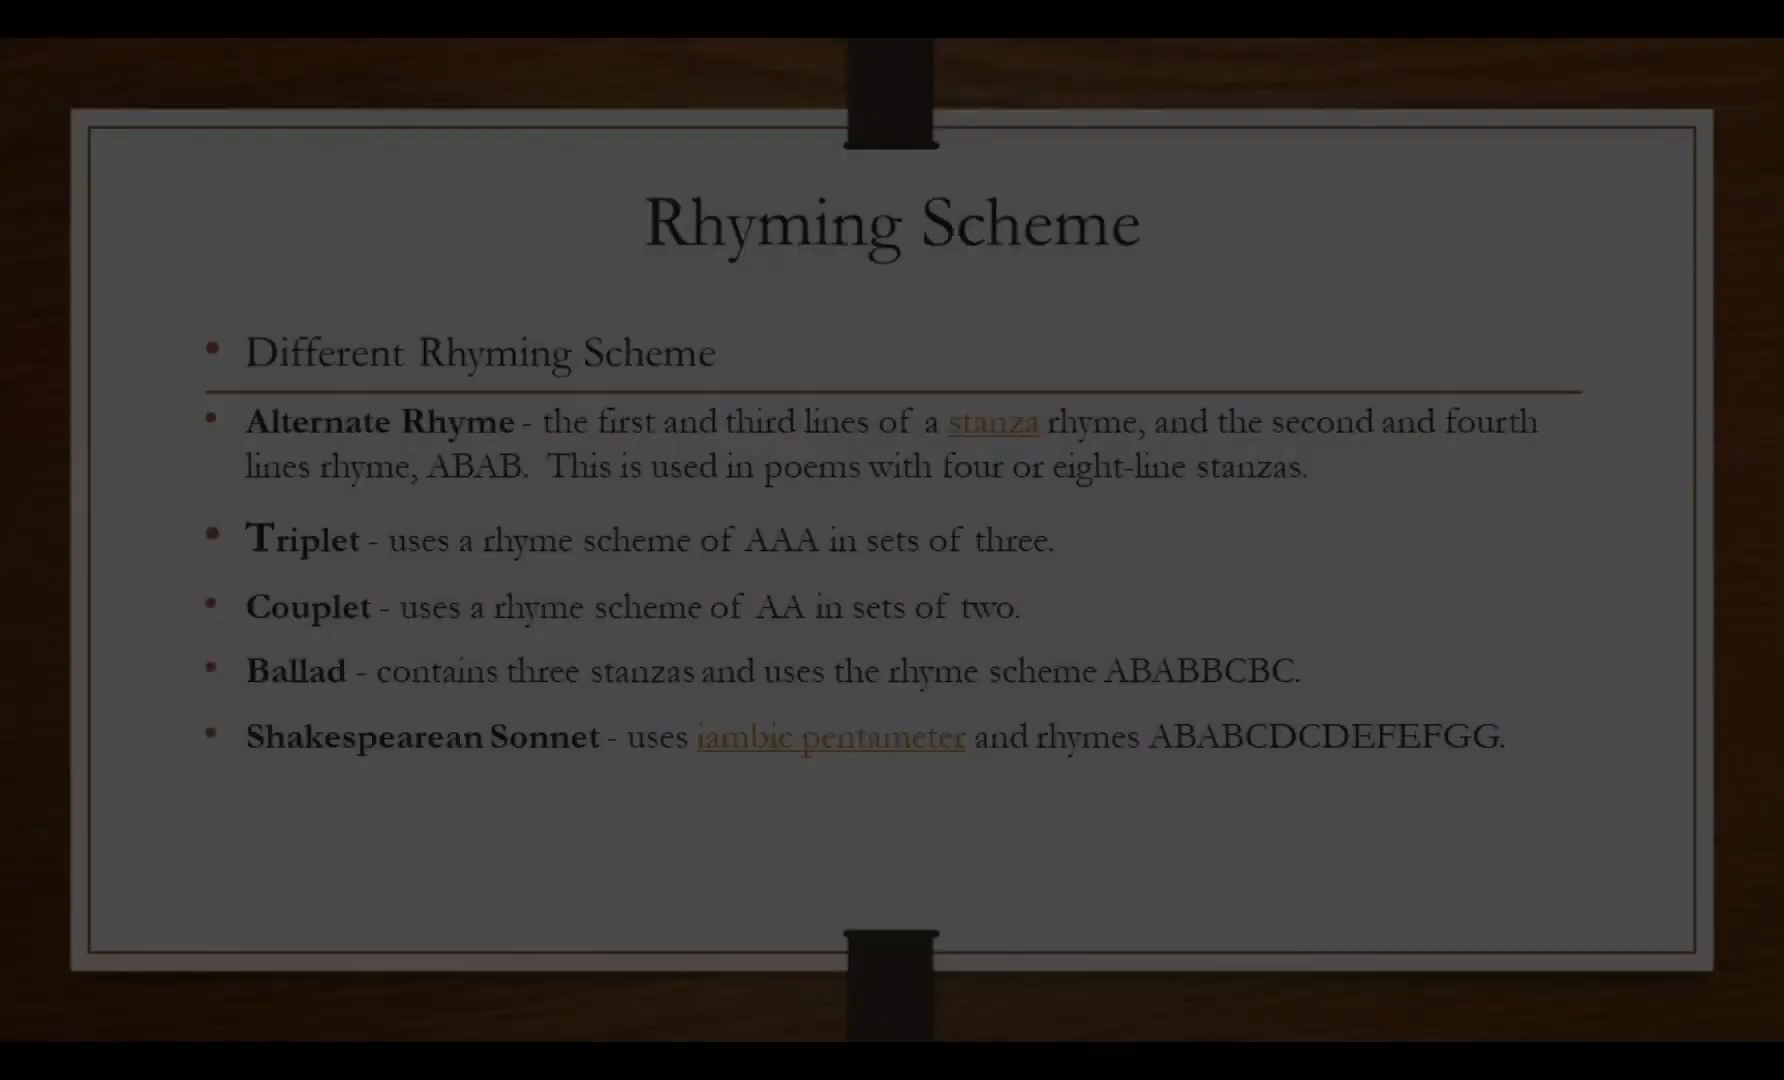 Rhyming Scheme
• Different Rhyming Scheme
• Alternate Rhyme - the first and third lines of a stanza rhyme, and the second and fourth
lines rhyme, ABAB. This is used in poems with four or eight-line stanzas.
• Triplet - uses a rhyme scheme of AAA in sets of three.
• Couplet - uses a rhyme scheme of AA in sets of two.
• Ballad - contains three stanzas and uses the rhyme scheme ABABBCBC.
• Shakespearean Sonnet - uses iambic pentameter and rhymes ABABCDCDEFEFGG.